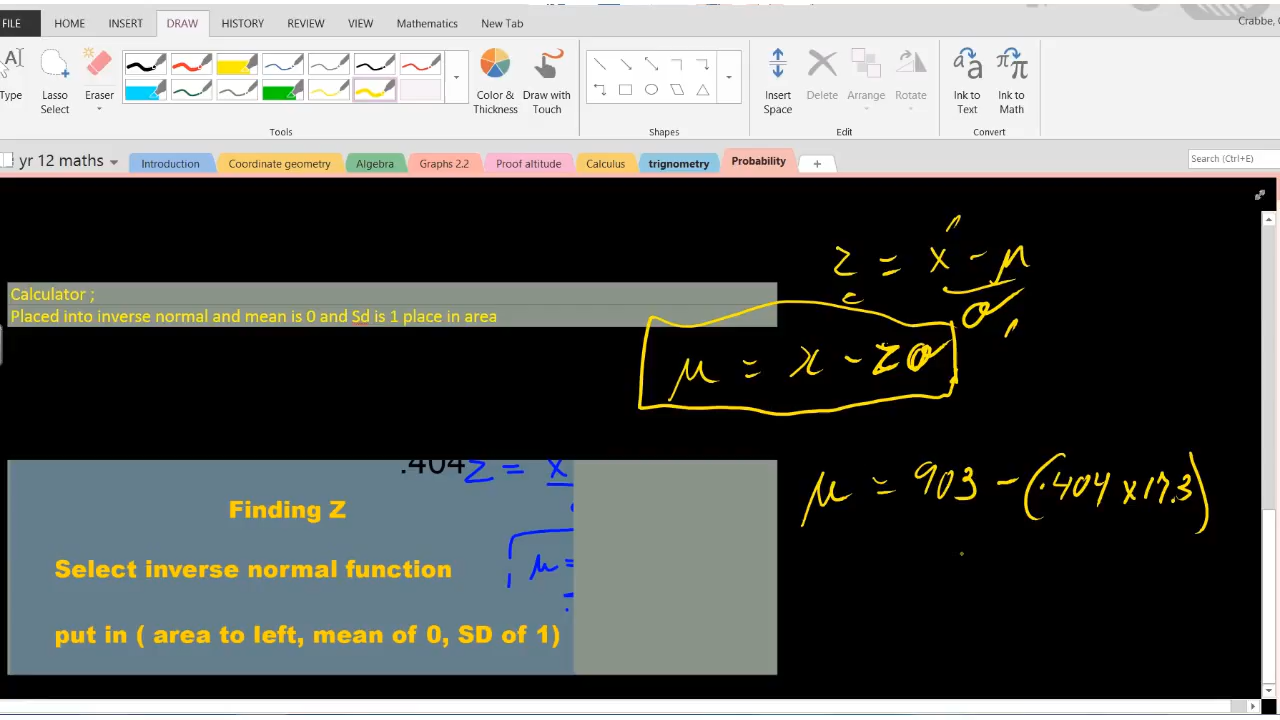 Crabbe,
FILE HOME INSERT DRAW HISTORY REVIEW VIEW Mathematics New Tab
Type
Lasso Select
Eraser
Color & Thickness
Draw with Touch
Insert Space
Delete
Arrange
Rotate
Ink to Text
Ink to Math
Tools Shapes Edit Convert
yr 12 maths Introduction Coordinate geometry Algebra Graphs 2.2 Proof altitude Calculus trignometry Probability + Search (Ctrl+E)
z = x - μ
σ
Calculator ;
Placed into inverse normal and mean is 0 and Sd is 1 place in area
μ = x - zσ
.404 z = x
μ = 903 - (.404 x 17.3)
Finding Z
Select inverse normal function
μ =
put in ( area to left, mean of 0, SD of 1)